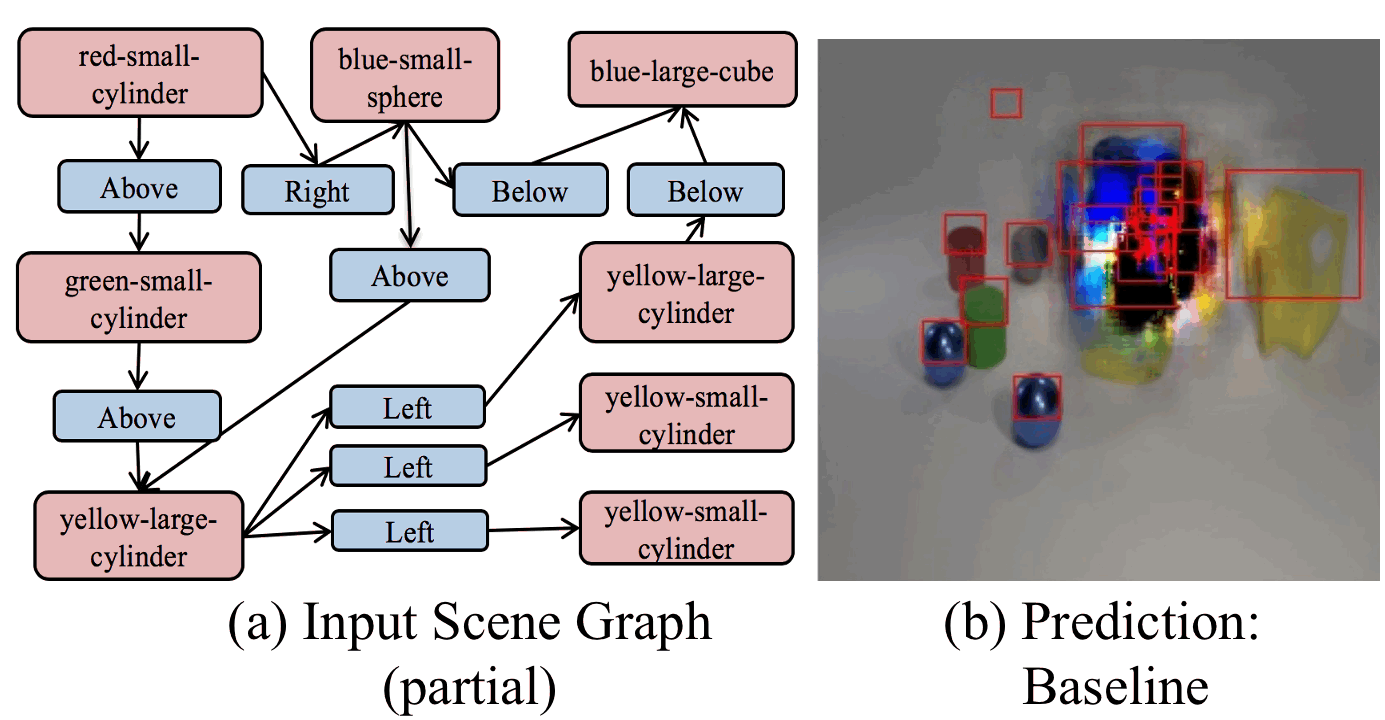 red-small-
cylinder
blue-small-
sphere
blue-large-cube
Above
Right
Below
Below
green-small-
cylinder
Above
yellow-large-
cylinder
Above
Left
yellow-small-
cylinder
Left
yellow-large-
cylinder
Left
yellow-small-
cylinder
(a) Input Scene Graph
(partial)
(b) Prediction:
Baseline